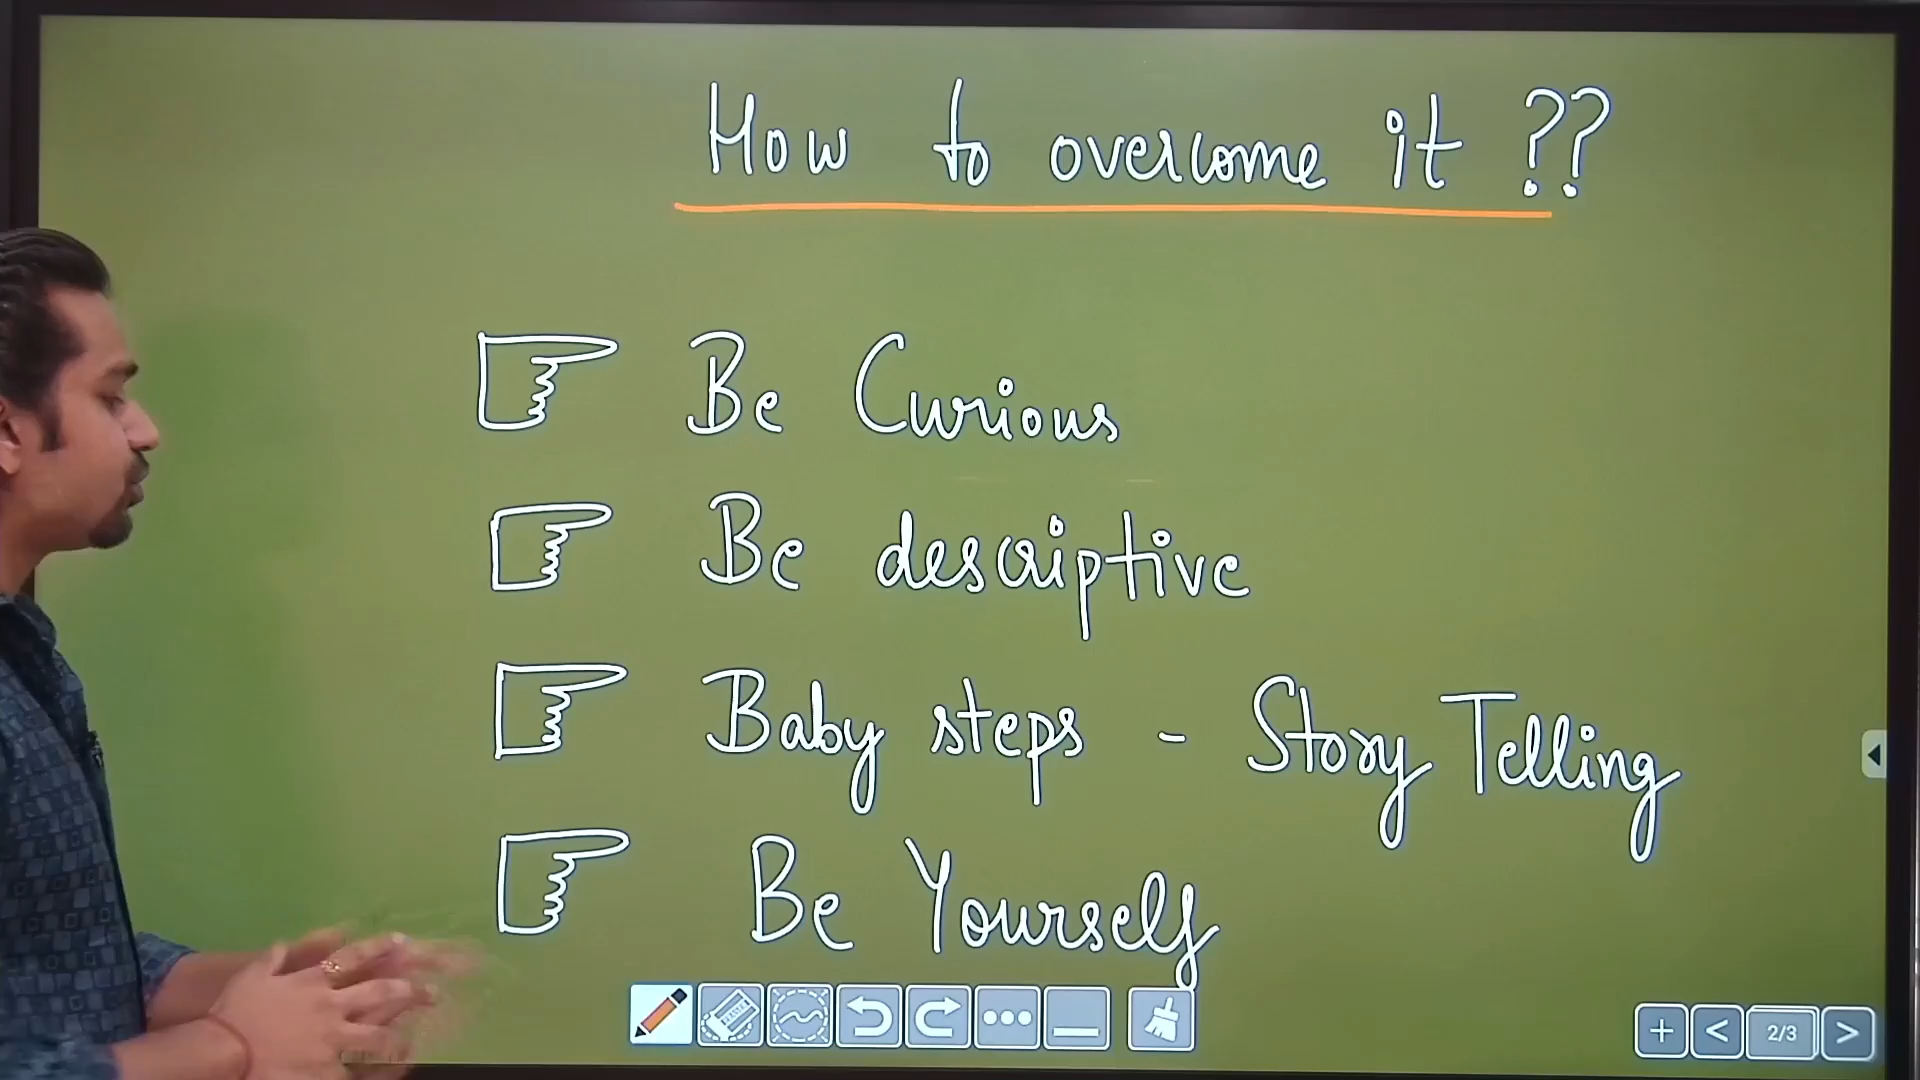 How to overcome it ??
Be Curious
Be descriptive
Baby steps - Story Telling
Be Yourself
2/3